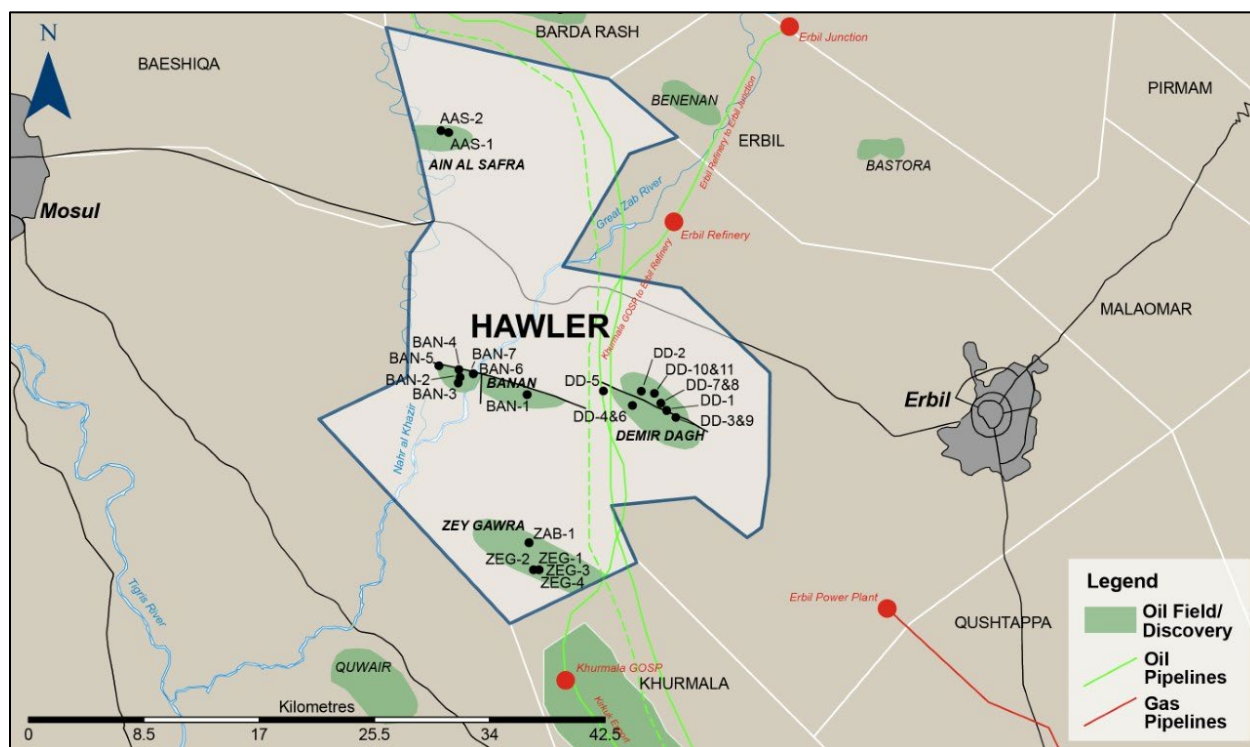 N
BARDA RASH
Erbil Junction
BAESHIQA
PIRMAM
BENENAN
AAS-2
AAS-1
ERBIL
AIN AL SAFRA
BASTORA
Erbil Refinery to Erbil Junction
Mosul
Great Zab River
Erbil Refinery
Khurmala GOSP to Erbil Refinery
MALAOMAR
HAWLER
BAN-4
BAN-7
BAN-5
BAN-6
BAN-2
BANAN
BAN-3
BAN-1
DD-2
DD-10&11
DD-5
DD-7&8
DD-1
DD-4&6
DD-3&9
DEMIR DAGH
Erbil
Nahr al Khazir
ZEY GAWRA
ZAB-1
ZEG-2
ZEG-1
ZEG-3
ZEG-4
Tigris River
Erbil Power Plant
QUSHTAPPA
QUWAIR
Khurmala GOSP
KHURMALA
Legend
Oil Field/
Discovery
Oil
Pipelines
Gas
Pipelines
Kilometres
0 8.5 17 25.5 34 42.5